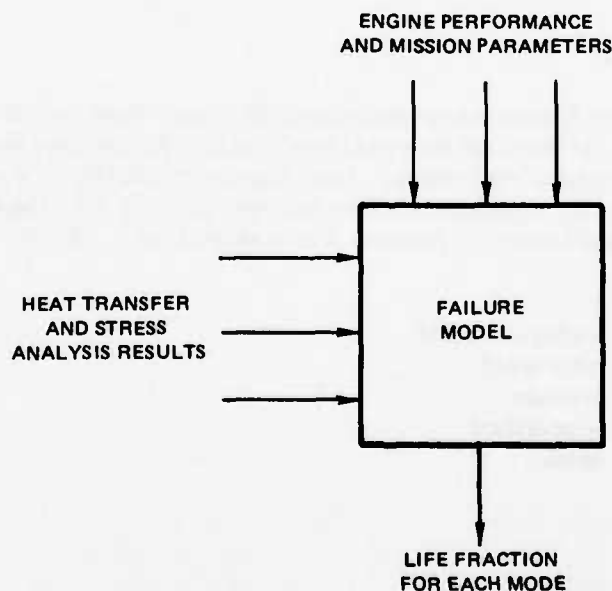 ENGINE PERFORMANCE
AND MISSION PARAMETERS
HEAT TRANSFER
AND STRESS
ANALYSIS RESULTS
FAILURE
MODEL
LIFE FRACTION
FOR EACH MODE